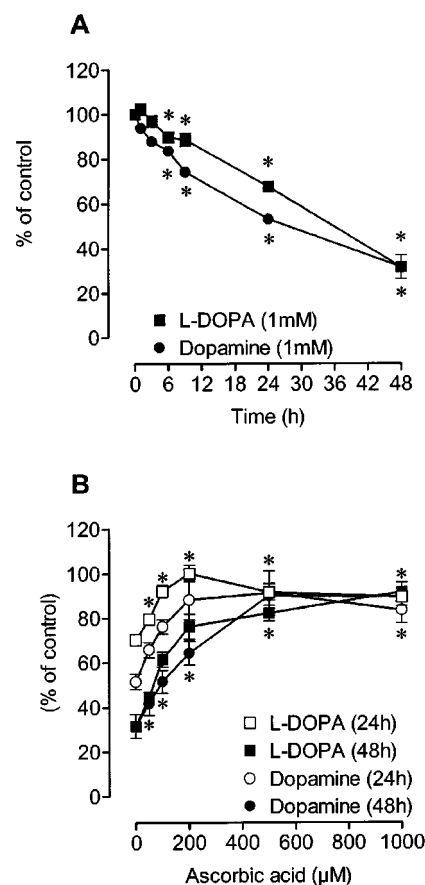 A
120
100
80
60
40
20
0
% of control
* *
* *
*
*
*
*
■ L-DOPA (1mM)
● Dopamine (1mM)
0 6 12 18 24 30 36 42 48
Time (h)
B
120
100
80
60
40
20
0
(% of control)
* * * * *
* * * * *
□ L-DOPA (24h)
■ L-DOPA (48h)
○ Dopamine (24h)
● Dopamine (48h)
0 200 400 600 800 1000
Ascorbic acid (µM)